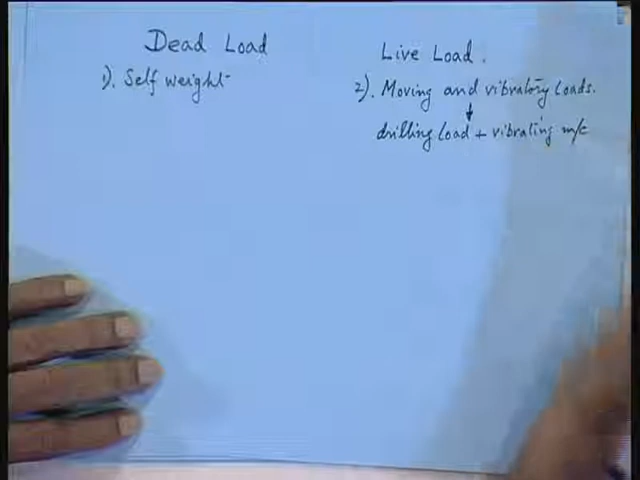 Dead Load
1). Self weight
Live Load.
2). Moving and vibratory Loads.
↓
drilling load + vibrating m/c